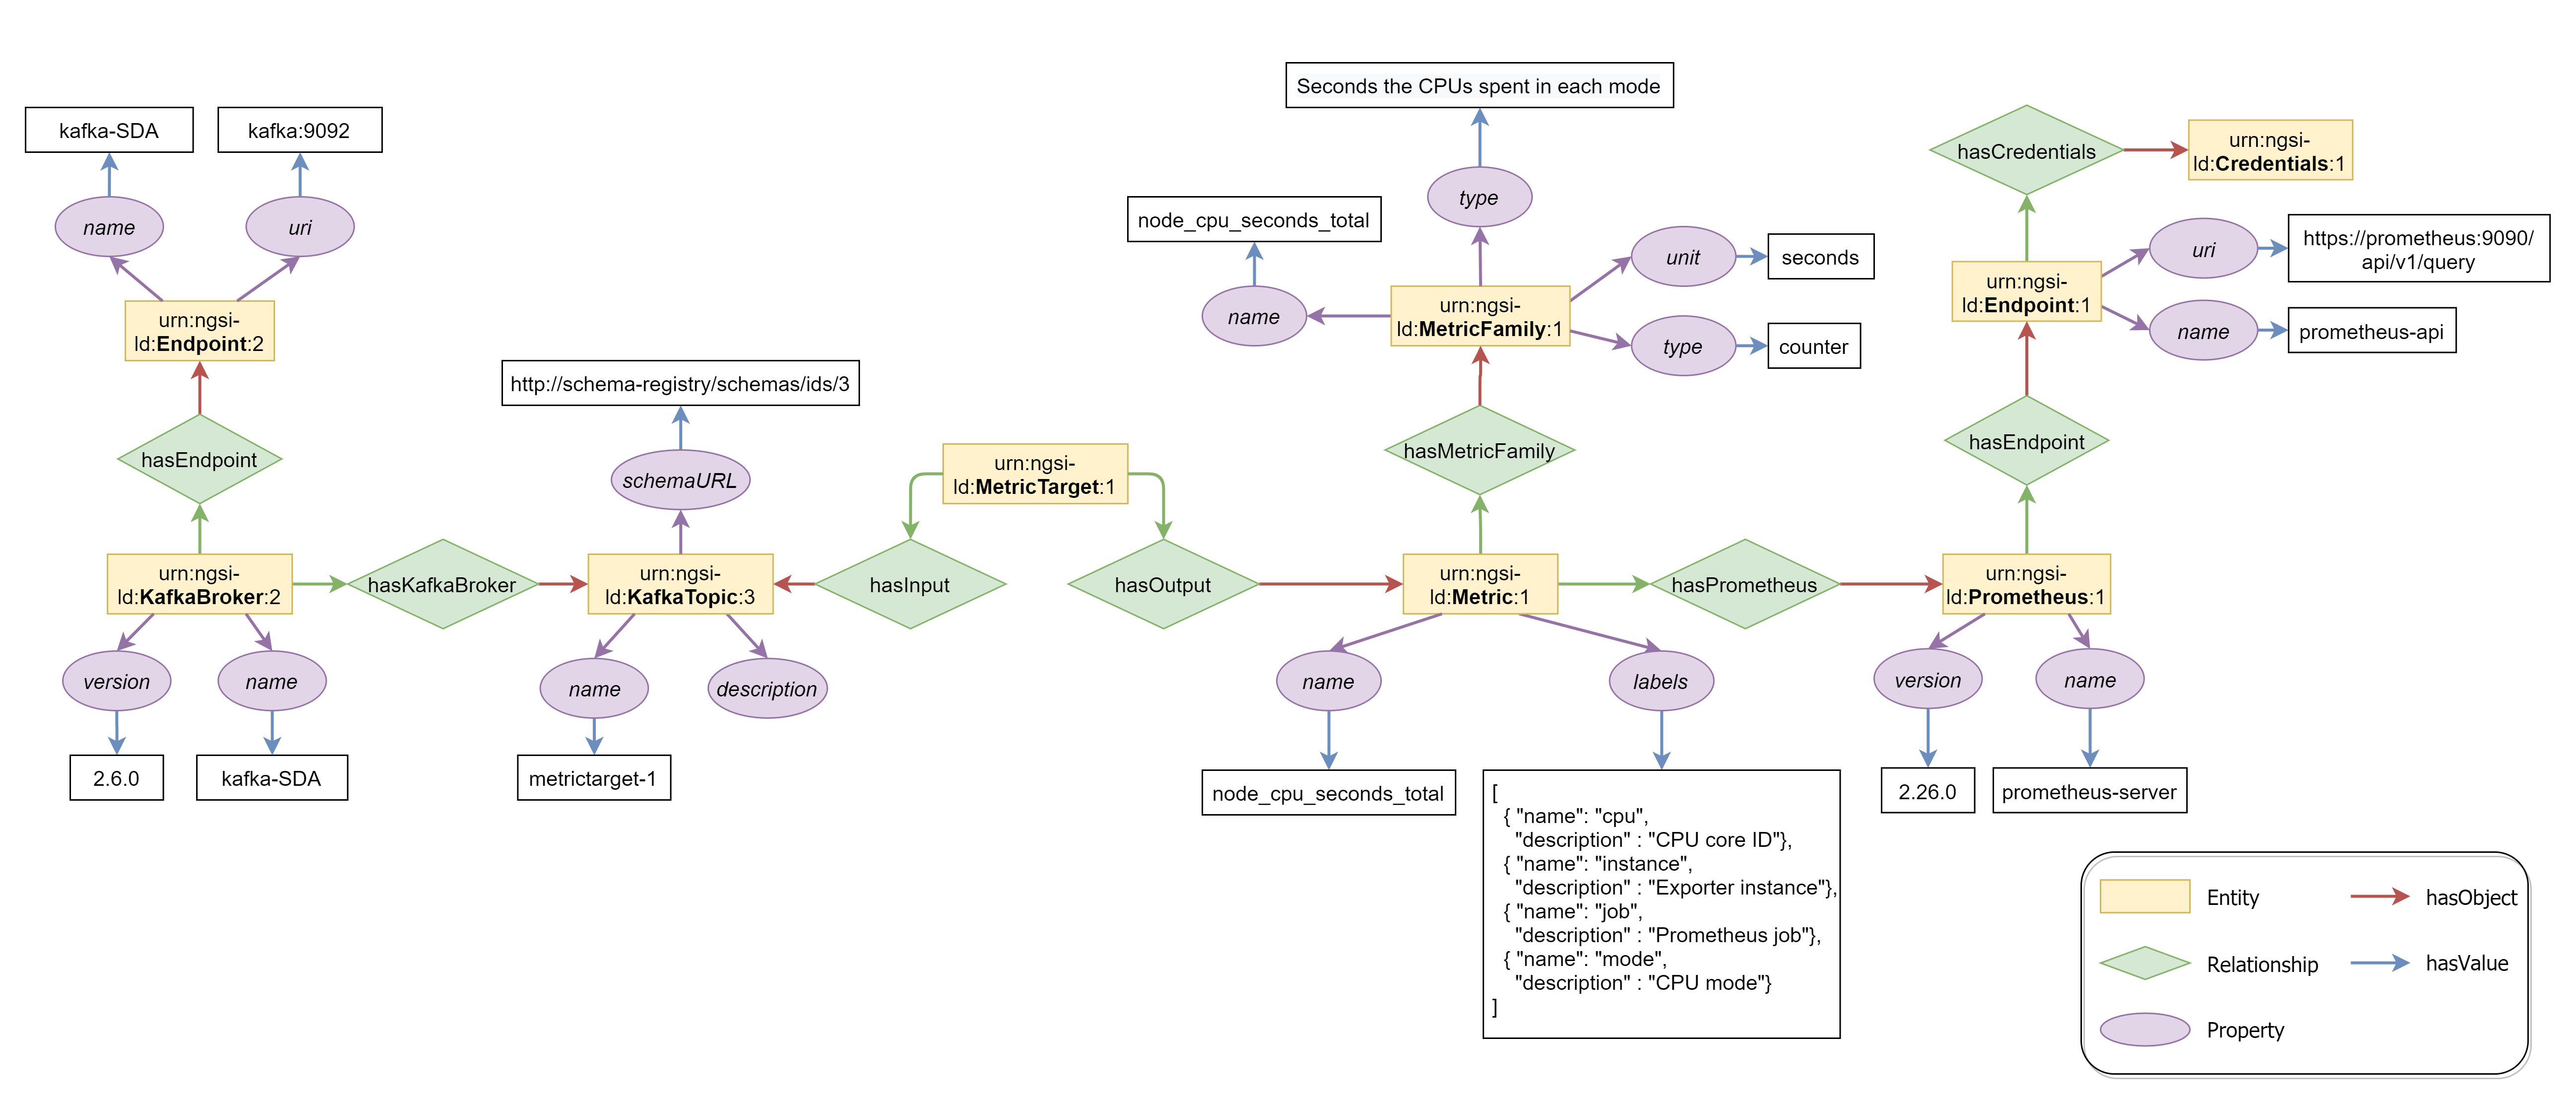 Seconds the CPUs spent in each mode
kafka-SDA
kafka:9092
hasCredentials
urn:ngsi-
ld:Credentials:1
name
uri
node_cpu_seconds_total
type
unit
seconds
uri
https://prometheus:9090/
api/v1/query
urn:ngsi-
ld:Endpoint:2
name
urn:ngsi-
ld:MetricFamily:1
type
counter
urn:ngsi-
ld:Endpoint:1
name
prometheus-api
http://schema-registry/schemas/ids/3
hasEndpoint
schemaURL
urn:ngsi-
ld:MetricTarget:1
hasMetricFamily
hasEndpoint
urn:ngsi-
ld:KafkaBroker:2
hasKafkaBroker
urn:ngsi-
ld:KafkaTopic:3
hasInput
hasOutput
urn:ngsi-
ld:Metric:1
hasPrometheus
urn:ngsi-
ld:Prometheus:1
version
name
name
description
name
labels
version
name
2.6.0
kafka-SDA
metrictarget-1
node_cpu_seconds_total
[
{ "name": "cpu",
"description" : "CPU core ID"},
{ "name": "instance",
"description" : "Exporter instance"},
{ "name": "job",
"description" : "Prometheus job"},
{ "name": "mode",
"description" : "CPU mode"}
]
2.26.0
prometheus-server
Entity
hasObject
Relationship
hasValue
Property